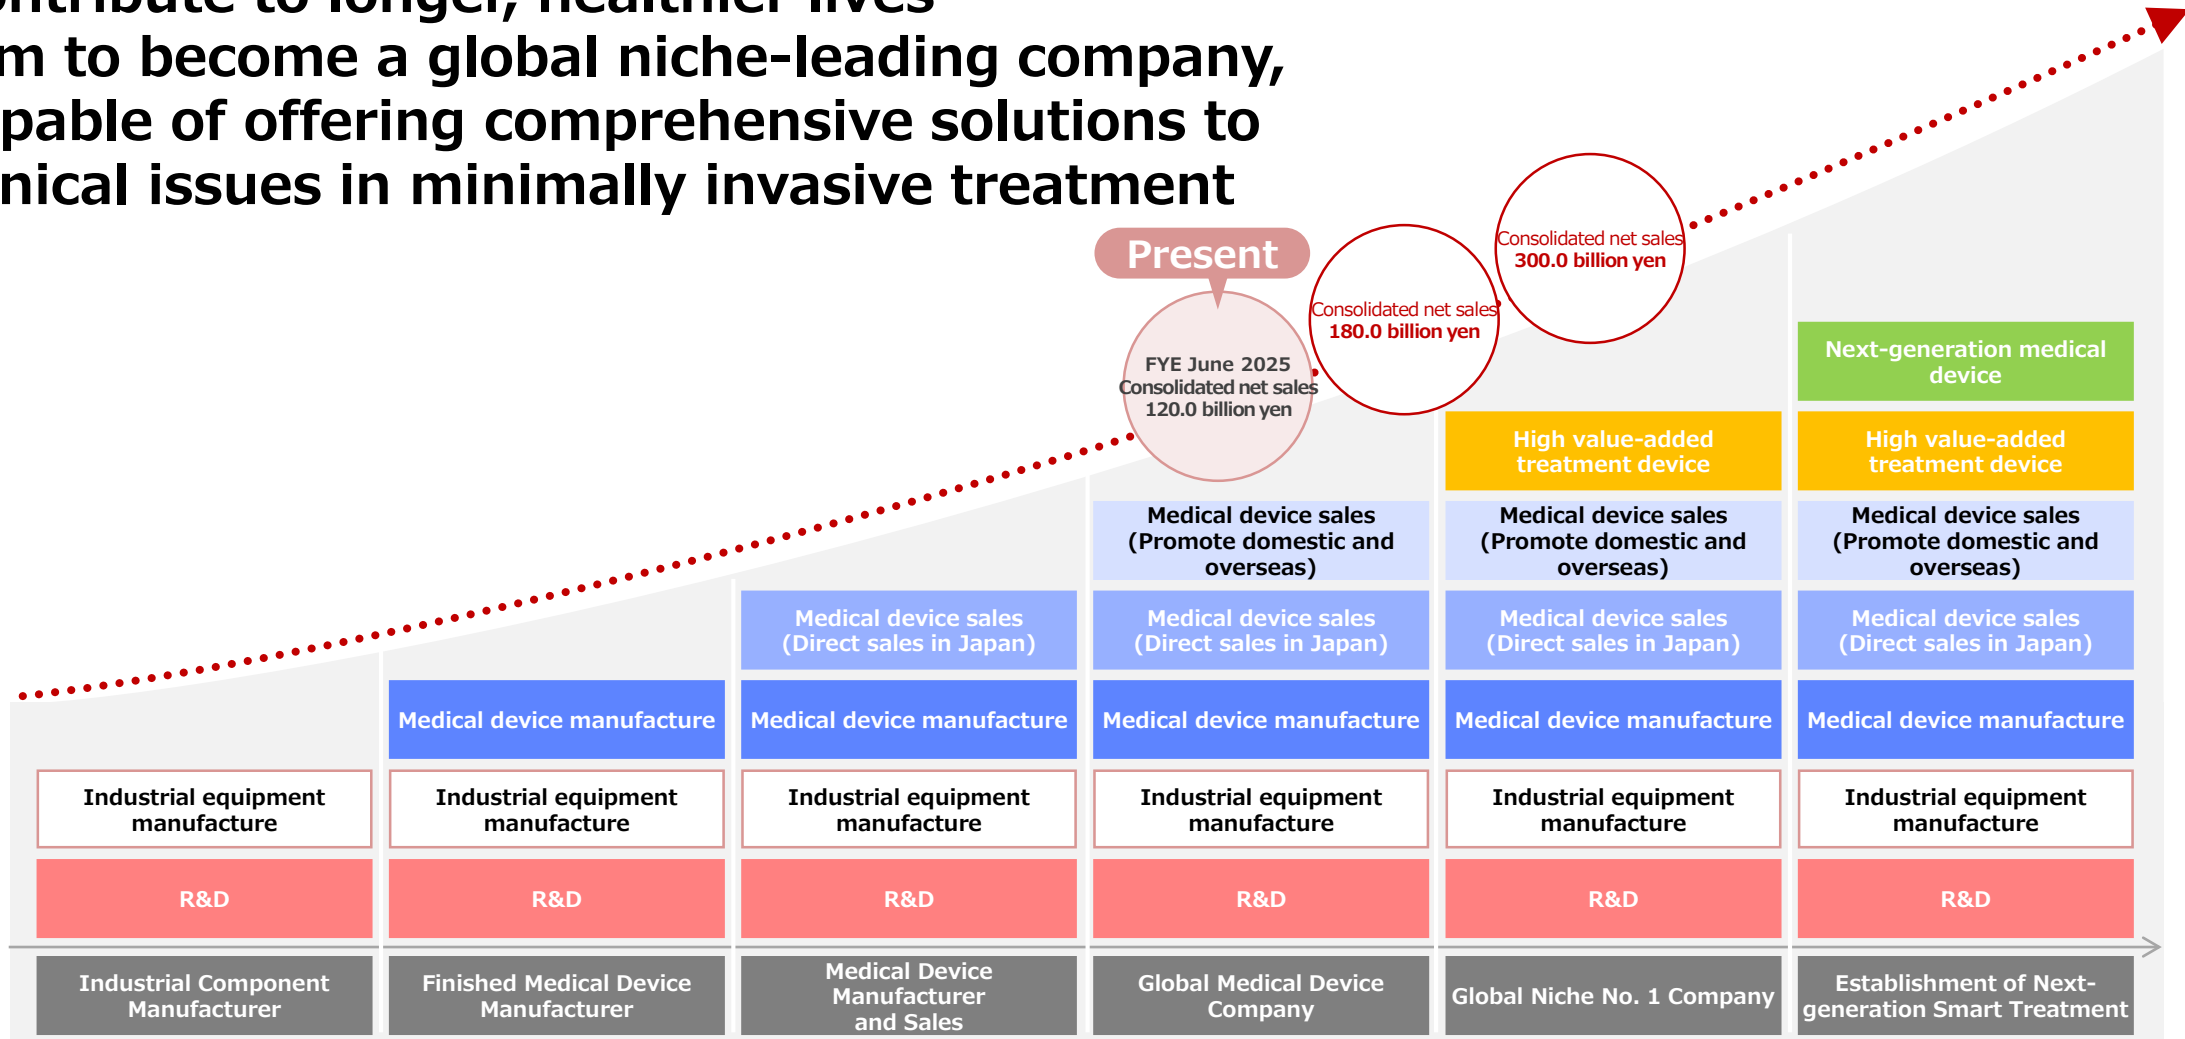 ntribute to longer, healthier lives
m to become a global niche-leading company,
pable of offering comprehensive solutions to
nical issues in minimally invasive treatment
Present
FYE June 2025
Consolidated net sales
120.0 billion yen
Consolidated net sales
180.0 billion yen
Consolidated net sales
300.0 billion yen
Next-generation medical
device
High value-added
treatment device
High value-added
treatment device
Medical device sales
(Promote domestic and
overseas)
Medical device sales
(Promote domestic and
overseas)
Medical device sales
(Promote domestic and
overseas)
Medical device sales
(Direct sales in Japan)
Medical device sales
(Direct sales in Japan)
Medical device sales
(Direct sales in Japan)
Medical device sales
(Direct sales in Japan)
Medical device manufacture
Medical device manufacture
Medical device manufacture
Medical device manufacture
Medical device manufacture
Industrial equipment
manufacture
Industrial equipment
manufacture
Industrial equipment
manufacture
Industrial equipment
manufacture
Industrial equipment
manufacture
Industrial equipment
manufacture
R&D
R&D
R&D
R&D
R&D
R&D
Industrial Component
Manufacturer
Finished Medical Device
Manufacturer
Medical Device
Manufacturer
and Sales
Global Medical Device
Company
Global Niche No. 1 Company
Establishment of Next-
generation Smart Treatment